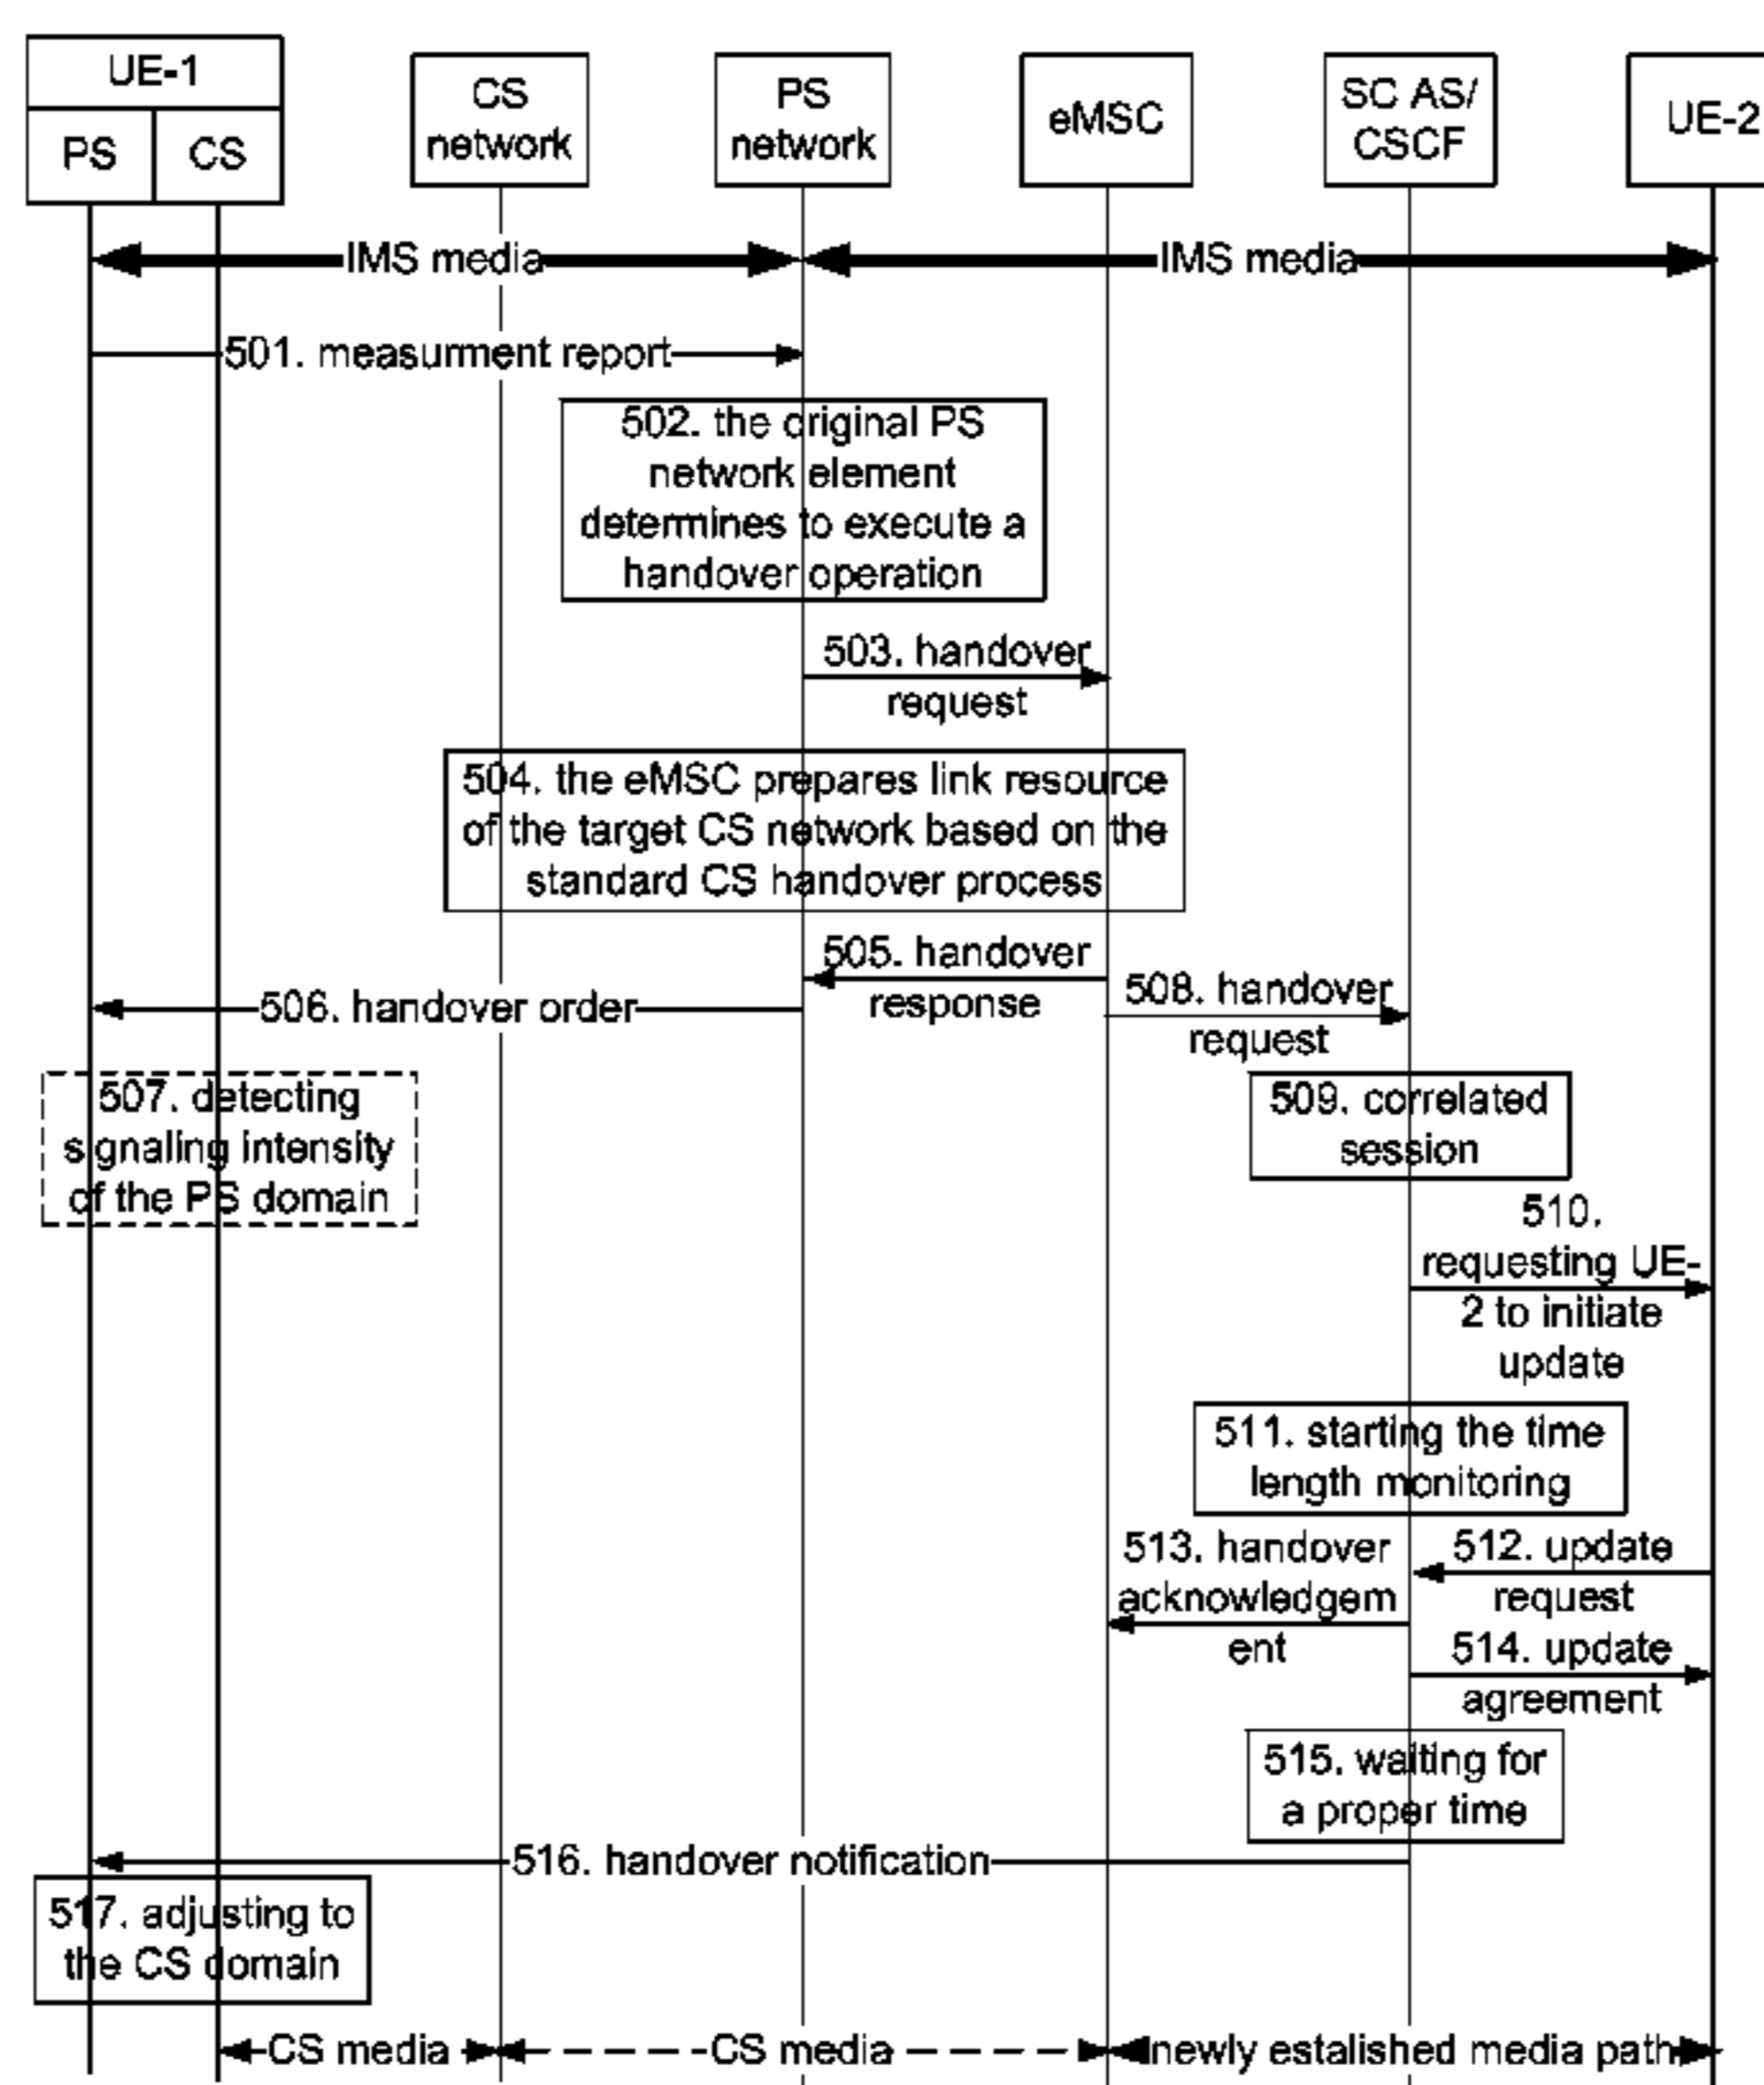 UE-1
PS
CS
CS
network
PS
network
eMSC
SC AS/
CSCF
UE-2
IMS media
IMS media
501. measurment report
502. the original PS
network element
determines to execute a
handover operation
503. handover
request
504. the eMSC prepares link resource
of the target CS network based on the
standard CS handover process
505. handover
response
506. handover order
508. handover
request
507. detecting
signaling intensity
of the PS domain
509. correlated
session
510.
requesting UE-
2 to initiate
update
511. starting the time
length monitoring
512. update
request
513. handover
acknowledgem
ent
514. update
agreement
515. waiting for
a proper time
516. handover notification
517. adjusting to
the CS domain
CS media
CS media
newly estalished media path